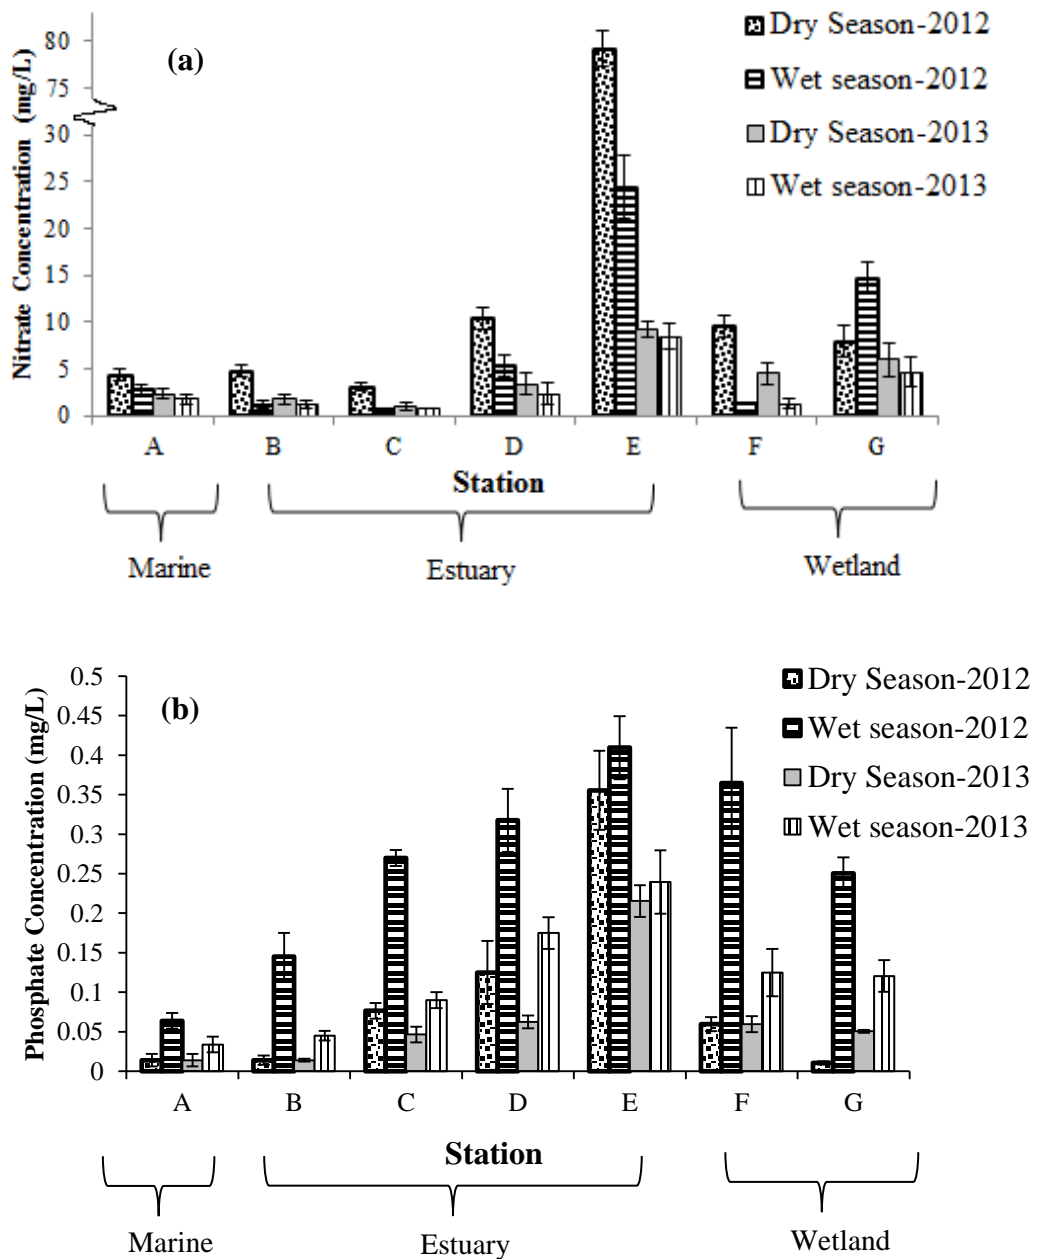 (a)
Nitrate Concentration (mg/L)
80
75
30
25
20
15
10
5
0
Dry Season-2012
Wet season-2012
Dry Season-2013
Wet season-2013
A B C D E F G
Station
Marine Estuary Wetland
(b)
Phosphate Concentration (mg/L)
0.5
0.45
0.4
0.35
0.3
0.25
0.2
0.15
0.1
0.05
0
Dry Season-2012
Wet season-2012
Dry Season-2013
Wet season-2013
A B C D E F G
Station
Marine Estuary Wetland